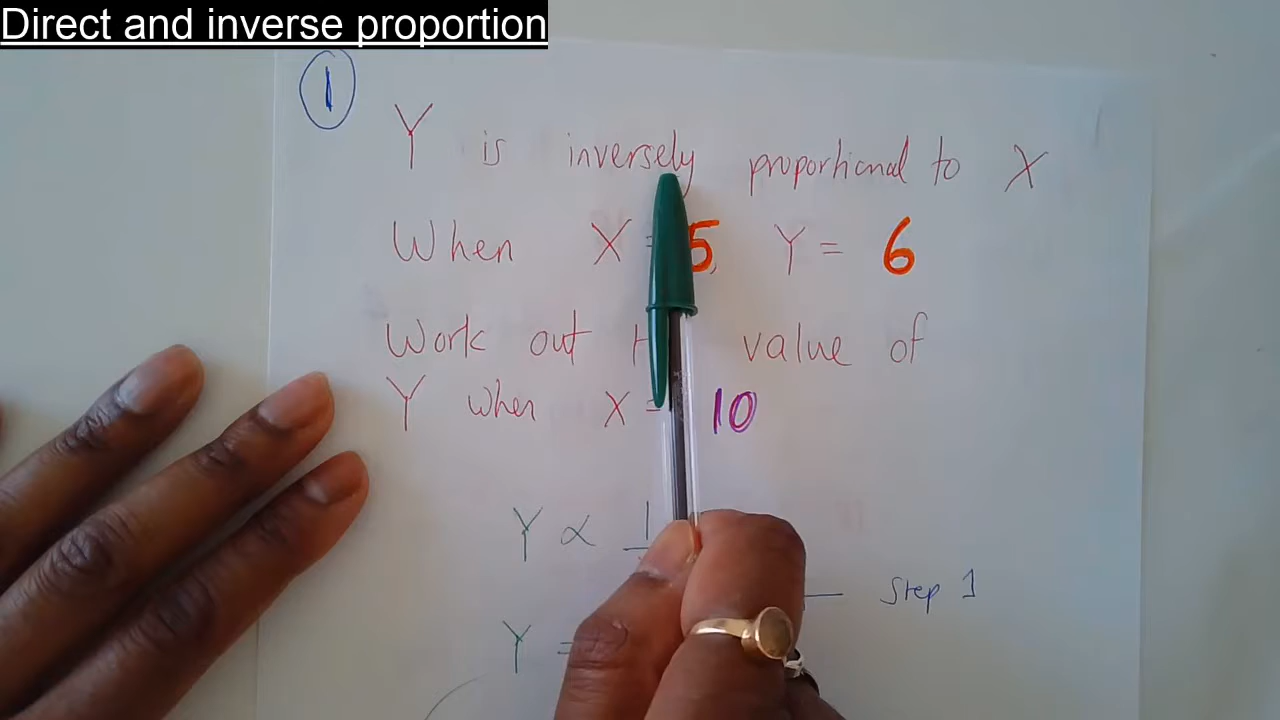 Direct and inverse proportion
1
Y is inversely proportional to X
When X = 5, Y = 6
Work out value of
Y when X = 10
Y ∝ 1
Step 1
Y =